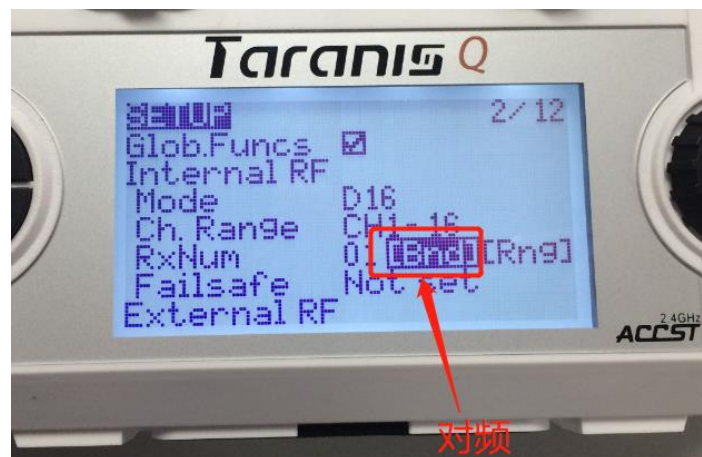 Taranis Q
SETUP 2/12
Glob.Funcs
Internal RF
Mode D16
Ch. Range CH1-16
RxNum 01 [Bnd] [Rng]
Failsafe Not set
External RF
2.4GHz
ACCST
对频